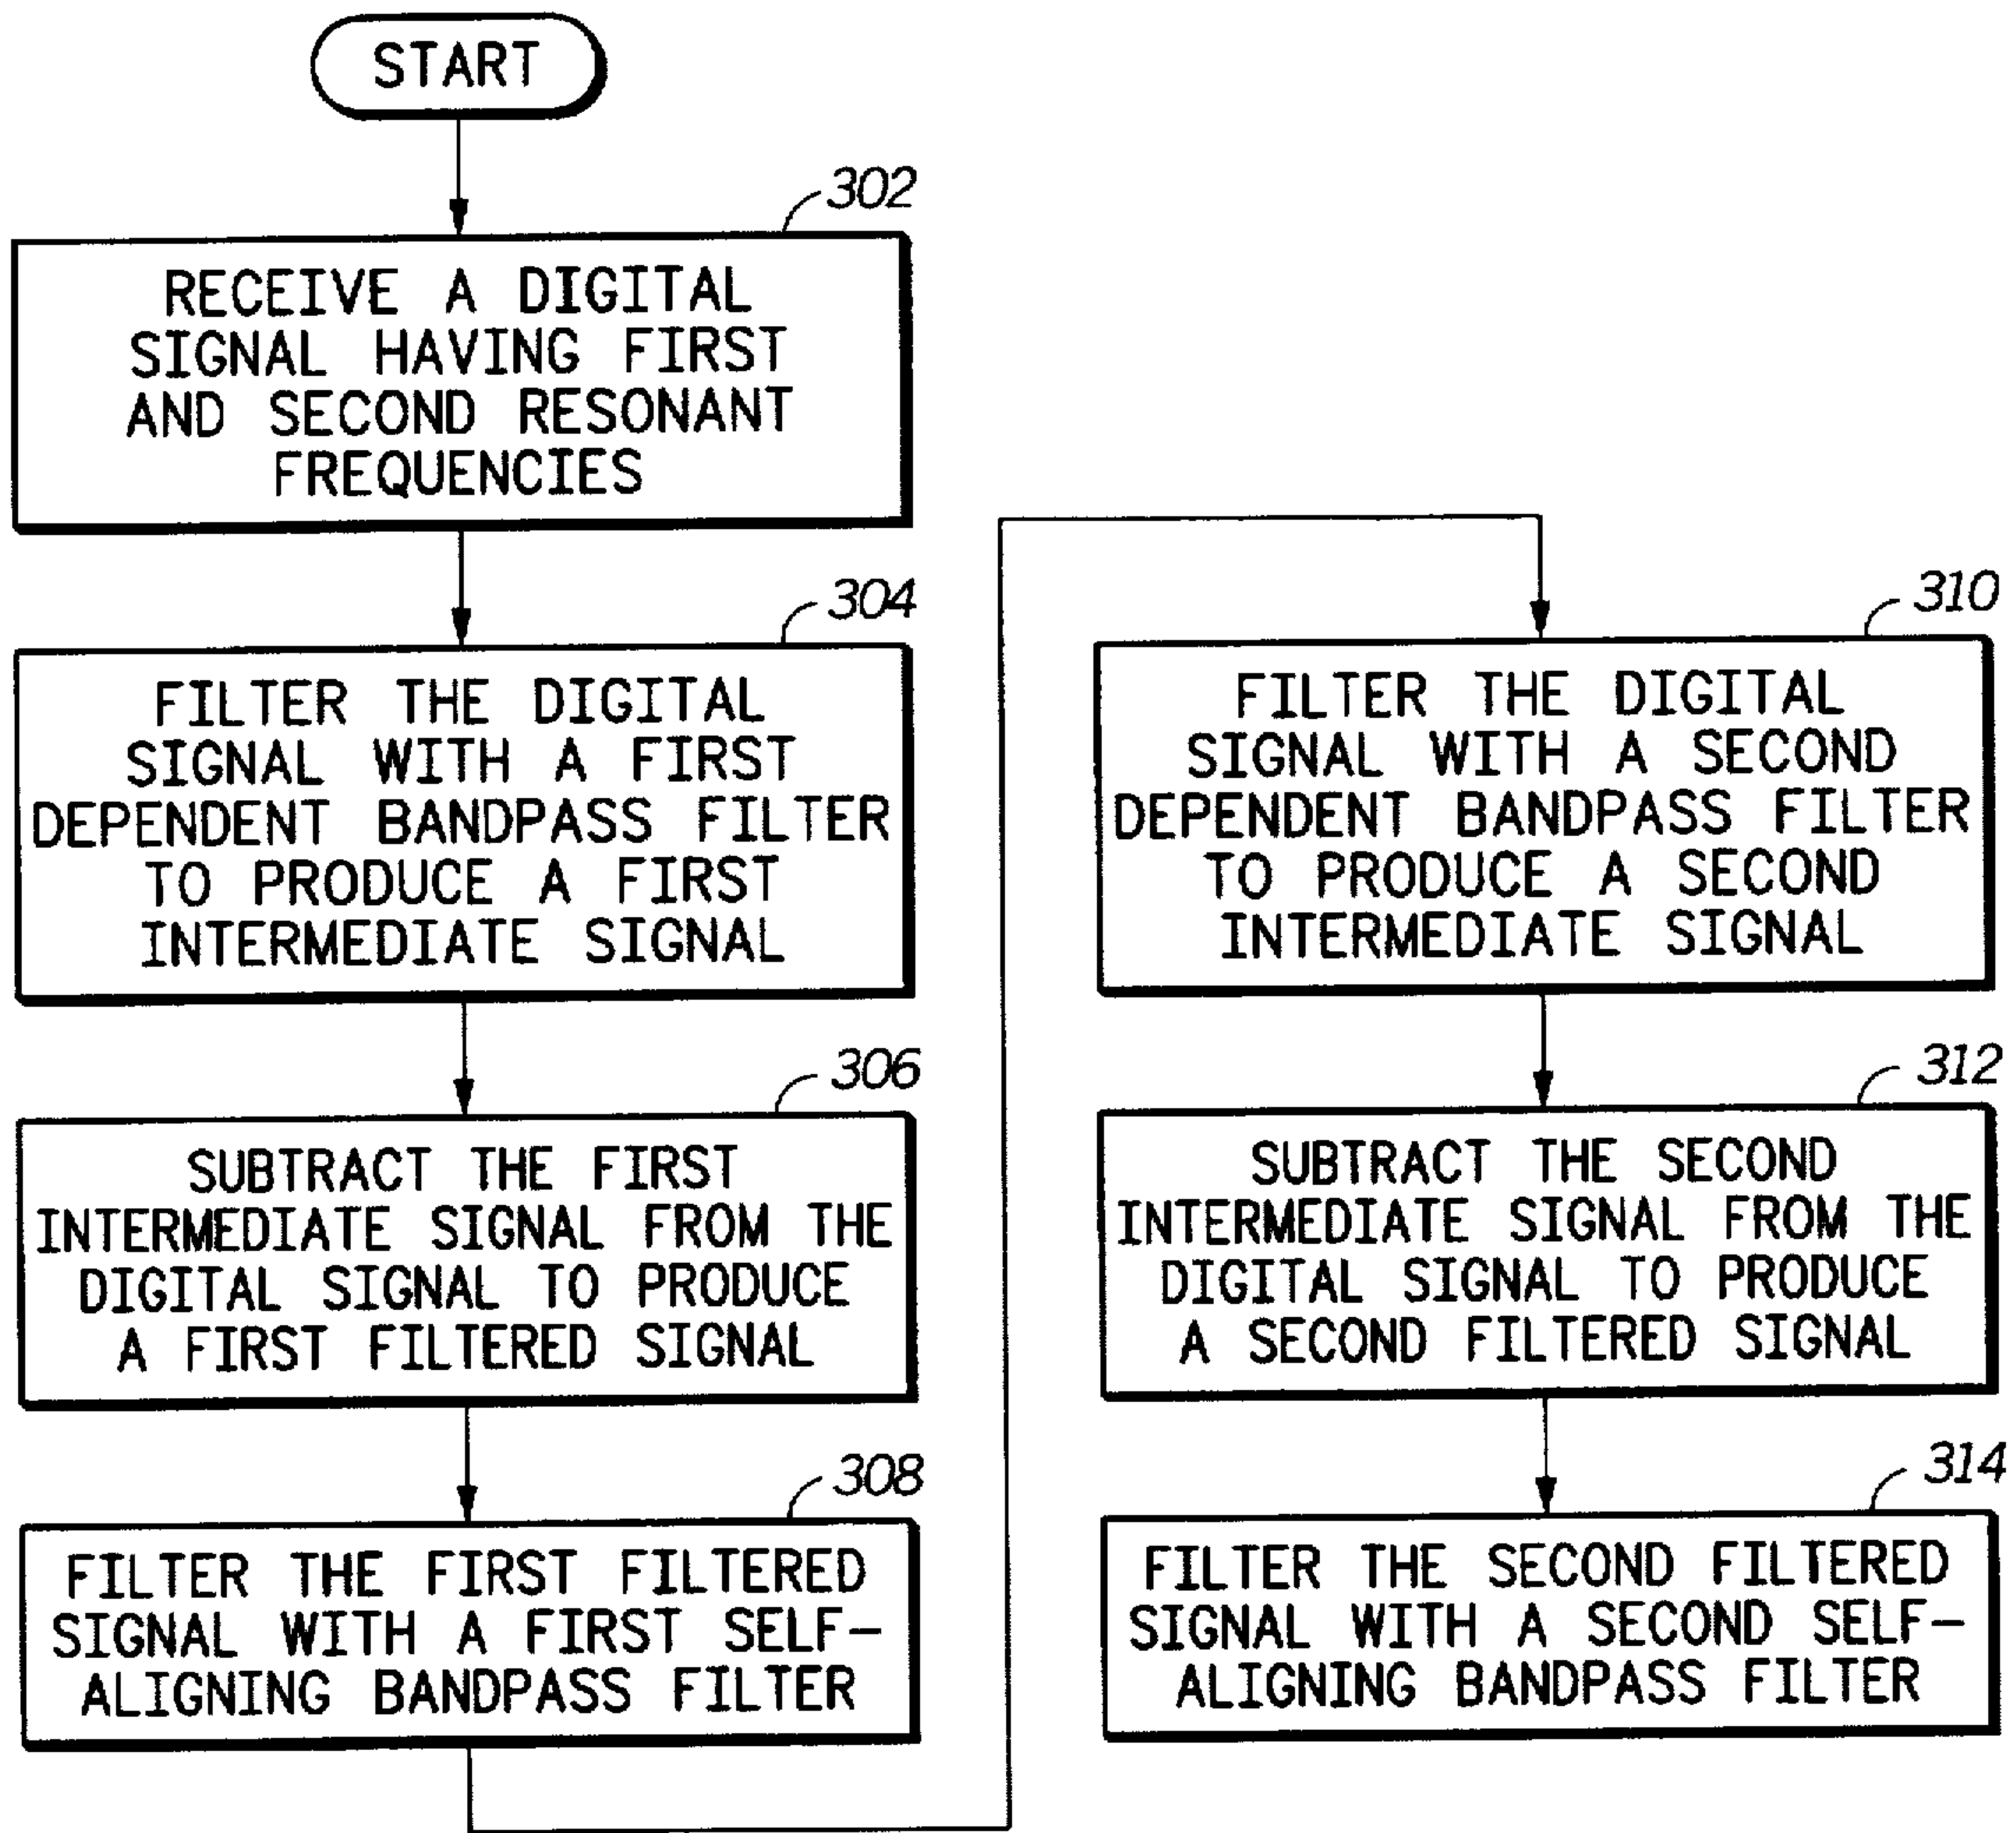 START
302
RECEIVE A DIGITAL
SIGNAL HAVING FIRST
AND SECOND RESONANT
FREQUENCIES
304
FILTER THE DIGITAL
SIGNAL WITH A FIRST
DEPENDENT BANDPASS FILTER
TO PRODUCE A FIRST
INTERMEDIATE SIGNAL
306
SUBTRACT THE FIRST
INTERMEDIATE SIGNAL FROM THE
DIGITAL SIGNAL TO PRODUCE
A FIRST FILTERED SIGNAL
308
FILTER THE FIRST FILTERED
SIGNAL WITH A FIRST SELF-
ALIGNING BANDPASS FILTER
310
FILTER THE DIGITAL
SIGNAL WITH A SECOND
DEPENDENT BANDPASS FILTER
TO PRODUCE A SECOND
INTERMEDIATE SIGNAL
312
SUBTRACT THE SECOND
INTERMEDIATE SIGNAL FROM THE
DIGITAL SIGNAL TO PRODUCE
A SECOND FILTERED SIGNAL
314
FILTER THE SECOND FILTERED
SIGNAL WITH A SECOND SELF-
ALIGNING BANDPASS FILTER